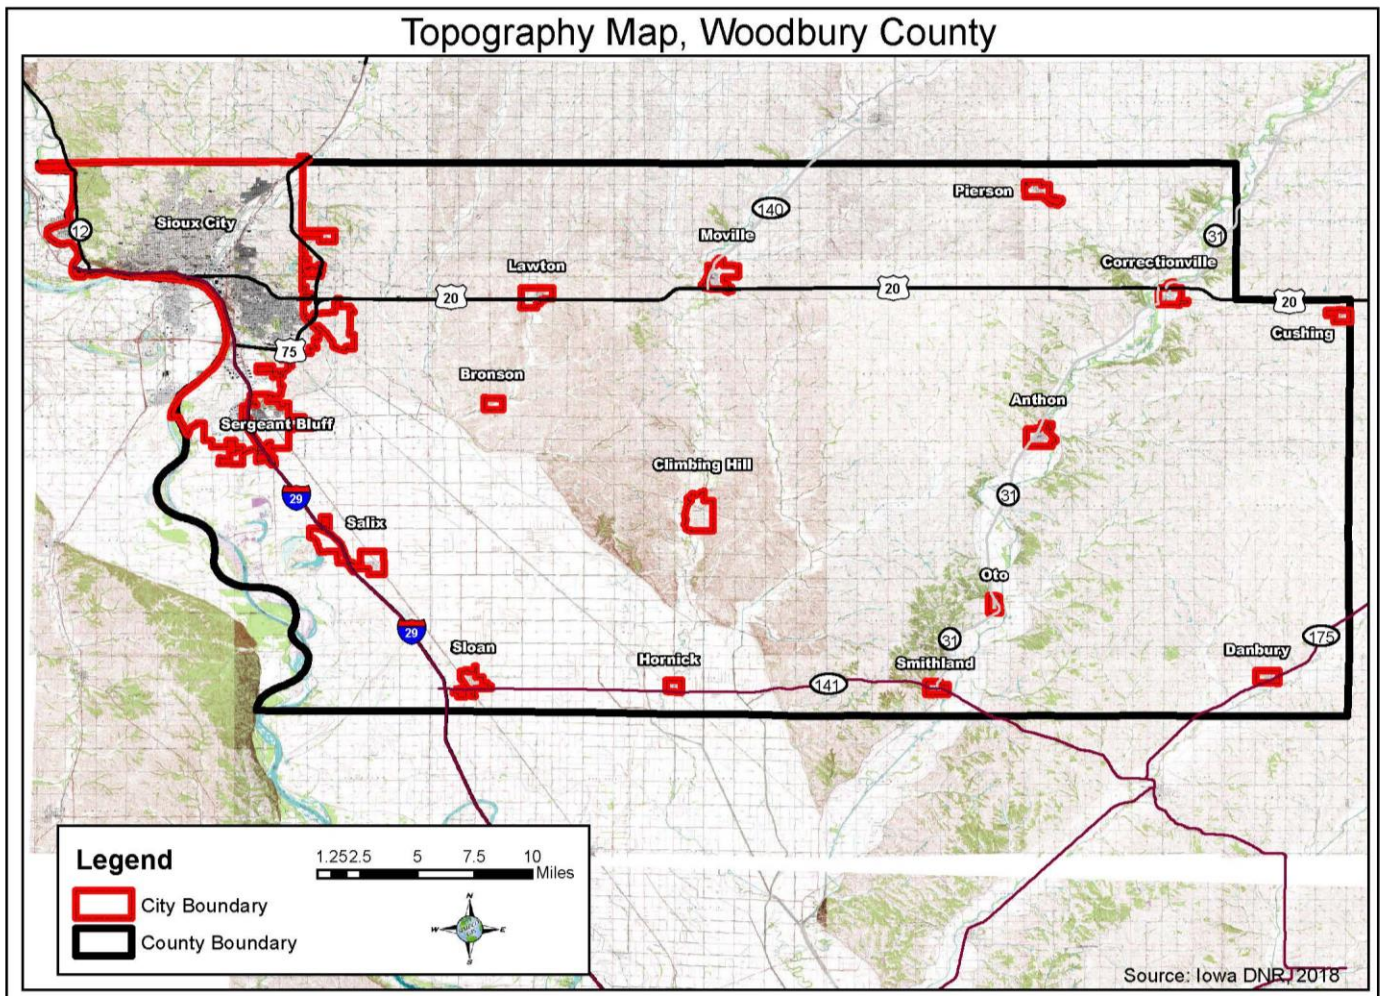 Topography Map, Woodbury County
Pierson
140
Sioux City
12
31
Moville
Correctionville
Lawton
20
20
20
Cushing
75
Bronson
Anthon
Sergeant Bluff
Climbing Hill
29
31
Salix
Oto
29
31
175
Sloan
Hornick
Smithland
Danbury
141
Legend
1.252.5 5 7.5 10
Miles
City Boundary
County Boundary
N
W E
S
Source: Iowa DNR, 2018